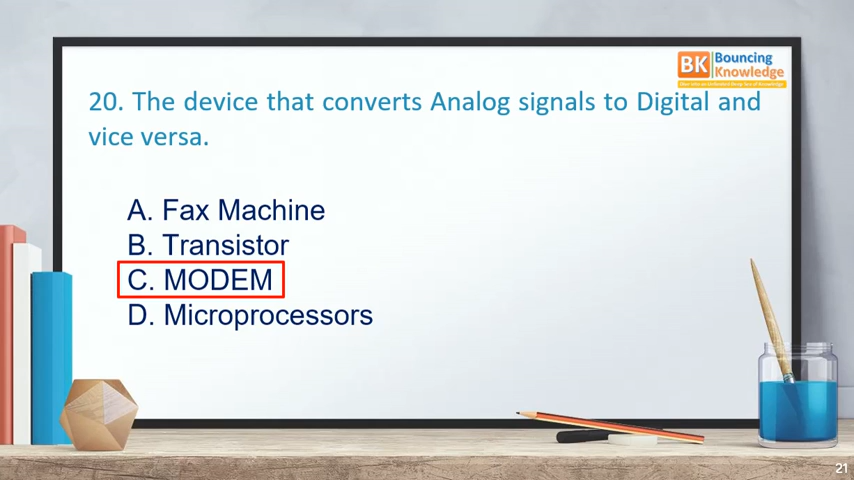 BK Bouncing
Knowledge
20. The device that converts Analog signals to Digital and
vice versa.
A. Fax Machine
B. Transistor
C. MODEM
D. Microprocessors
21